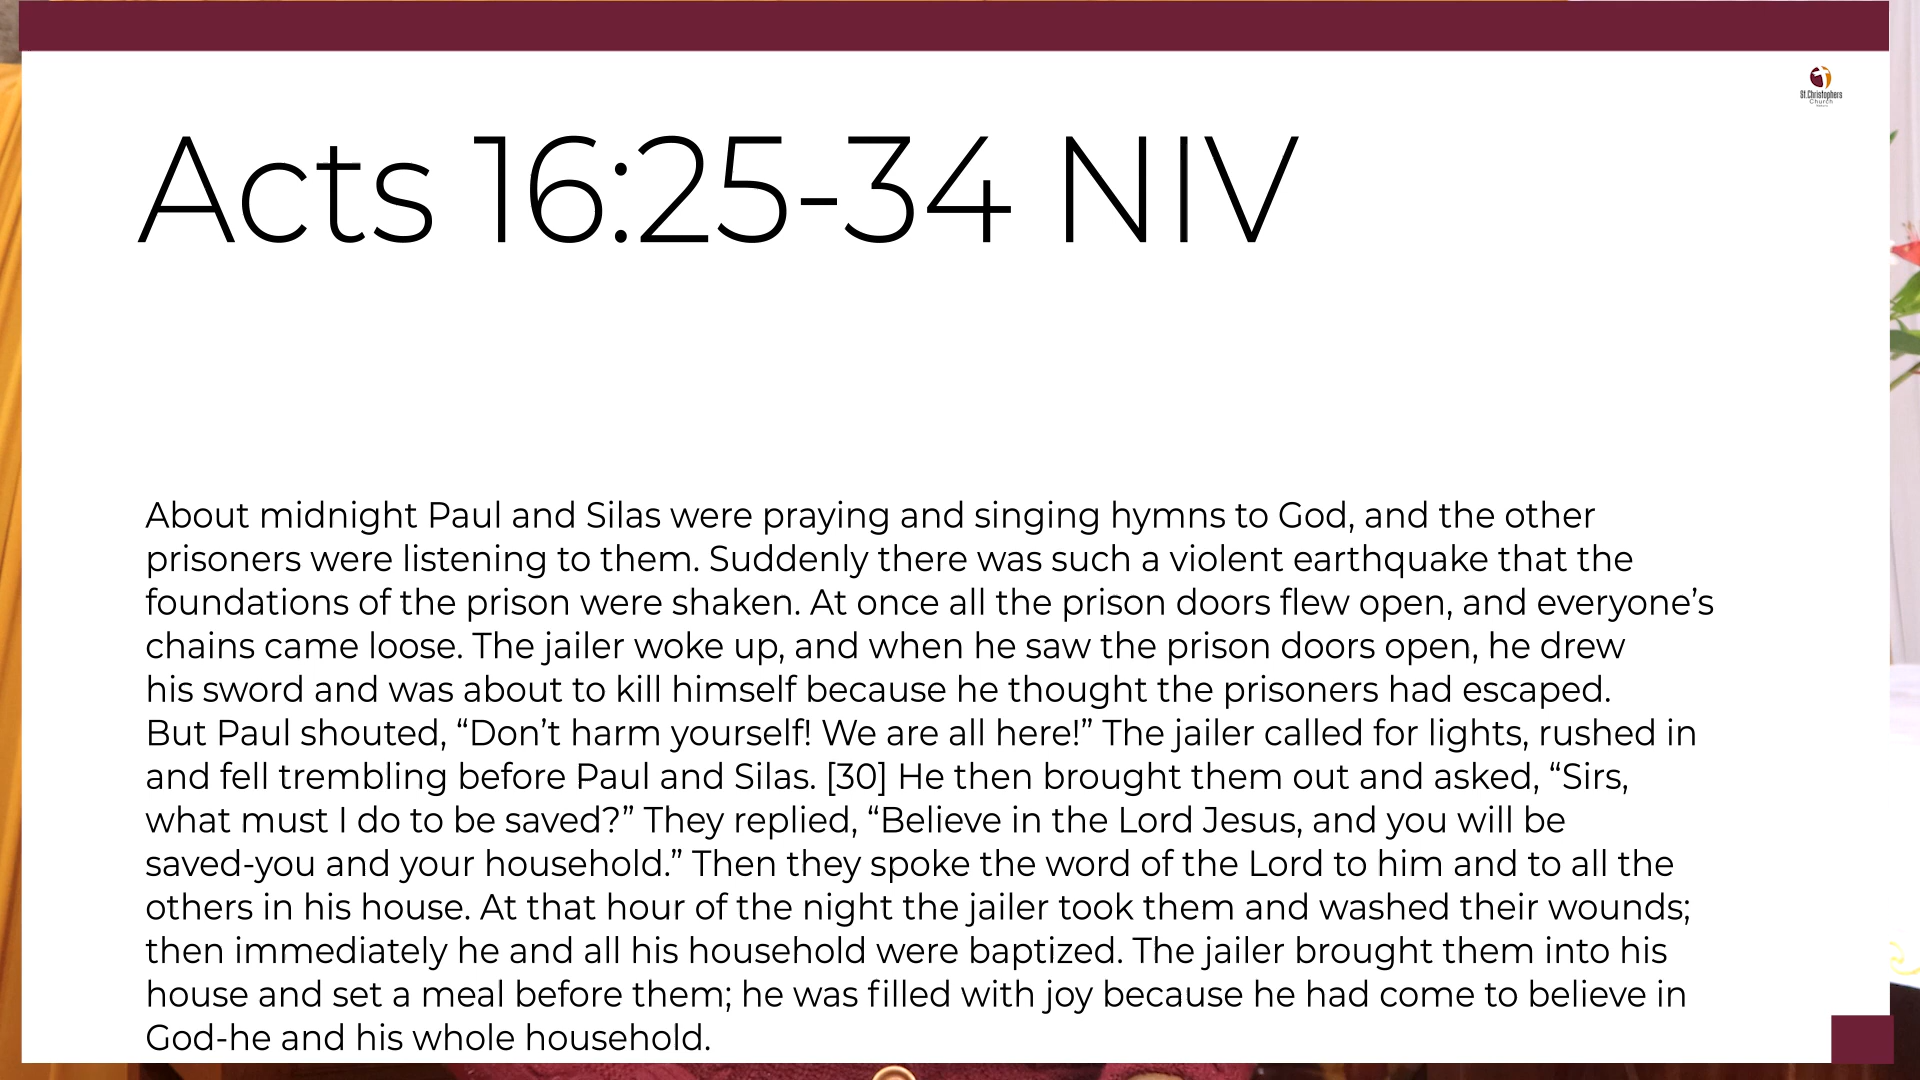 St.Christophers
Church
Acts 16:25-34 NIV
About midnight Paul and Silas were praying and singing hymns to God, and the other
prisoners were listening to them. Suddenly there was such a violent earthquake that the
foundations of the prison were shaken. At once all the prison doors flew open, and everyone’s
chains came loose. The jailer woke up, and when he saw the prison doors open, he drew
his sword and was about to kill himself because he thought the prisoners had escaped.
But Paul shouted, “Don’t harm yourself! We are all here!” The jailer called for lights, rushed in
and fell trembling before Paul and Silas. [30] He then brought them out and asked, “Sirs,
what must I do to be saved?” They replied, “Believe in the Lord Jesus, and you will be
saved-you and your household.” Then they spoke the word of the Lord to him and to all the
others in his house. At that hour of the night the jailer took them and washed their wounds;
then immediately he and all his household were baptized. The jailer brought them into his
house and set a meal before them; he was filled with joy because he had come to believe in
God-he and his whole household.